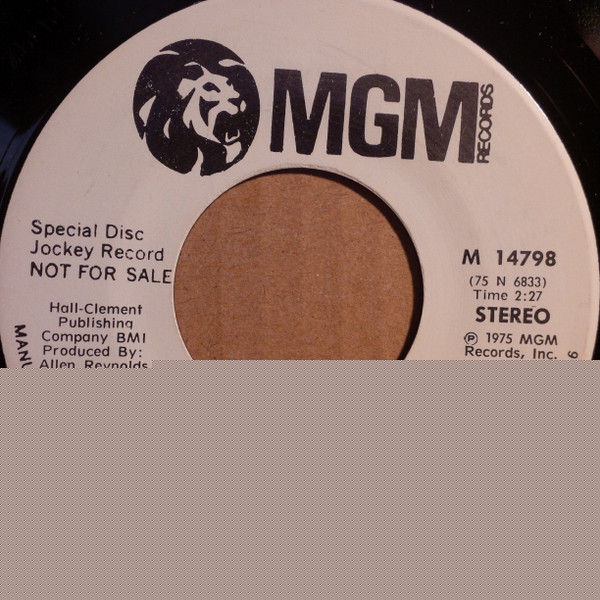 MGM
RECORDS
Special Disc
Jockey Record
NOT FOR SALE
Hall-Clement
Publishing
Company BMI
Produced By:
Allen Reynolds
M 14798
(75 N 6833)
Time 2:27
STEREO
Ⓟ 1975 MGM
Records, Inc.